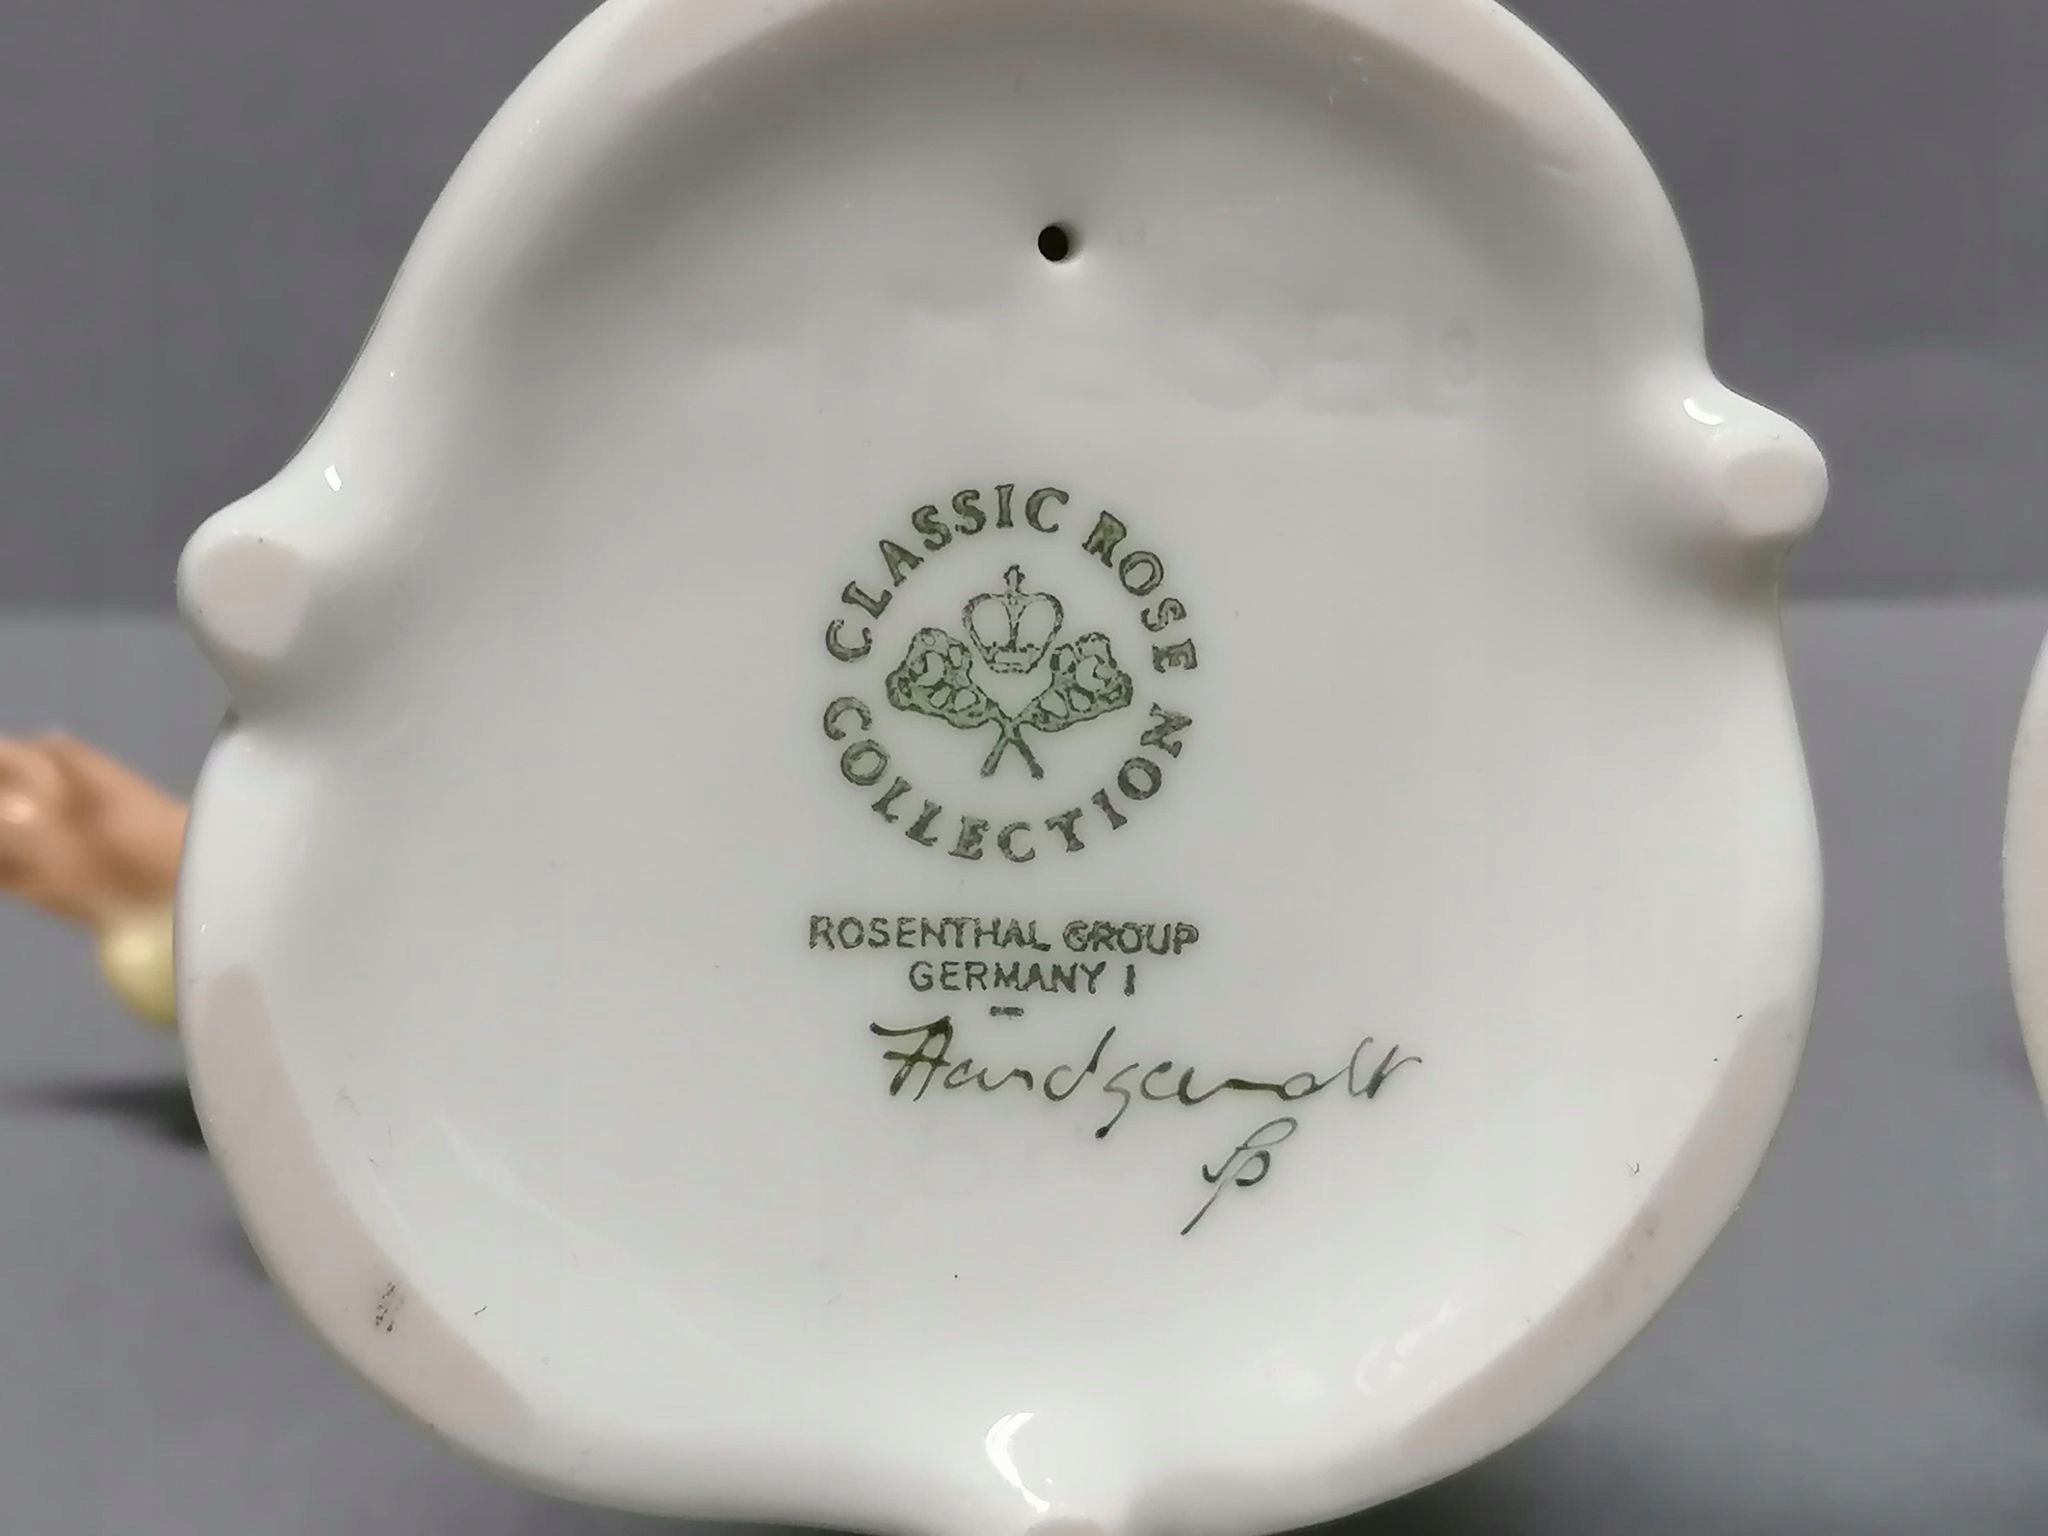 CLASSIC ROSE
COLLECTION
ROSENTHAL GROUP
GERMANY I
Handgemalt